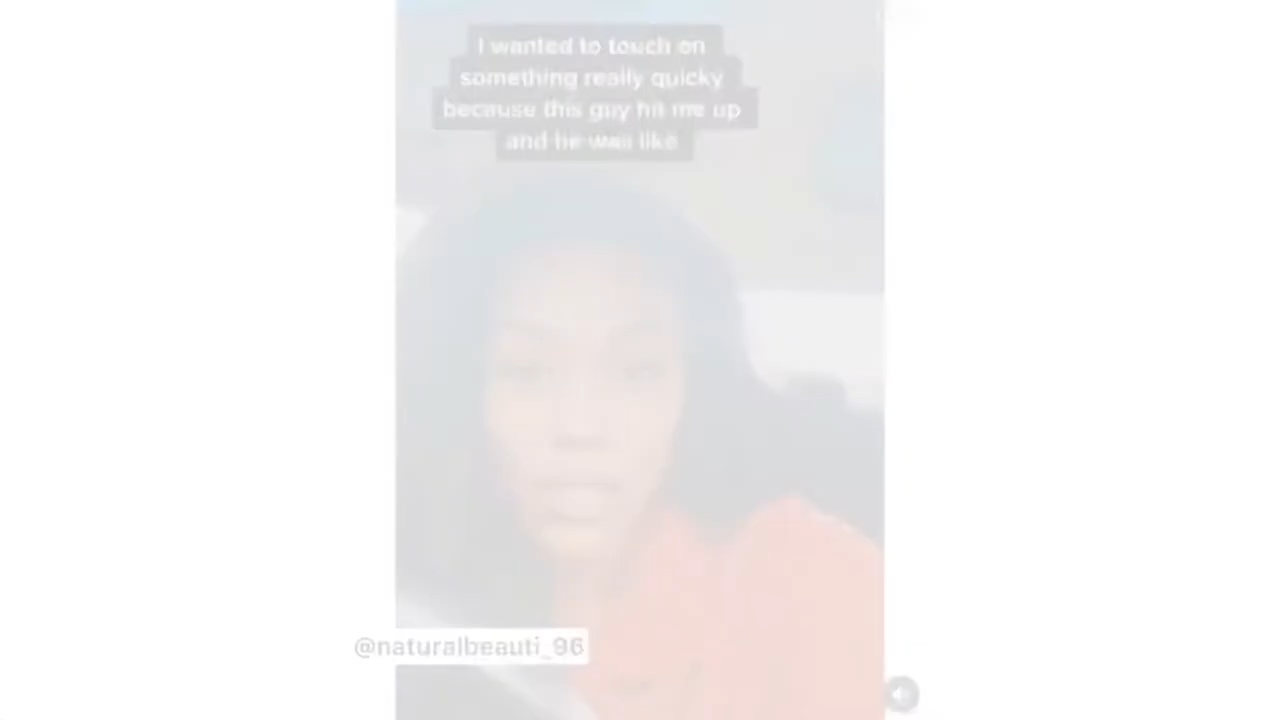 I wanted to touch on
something really quicky
because this guy hit me up
and he was like
@naturalbeauti_96